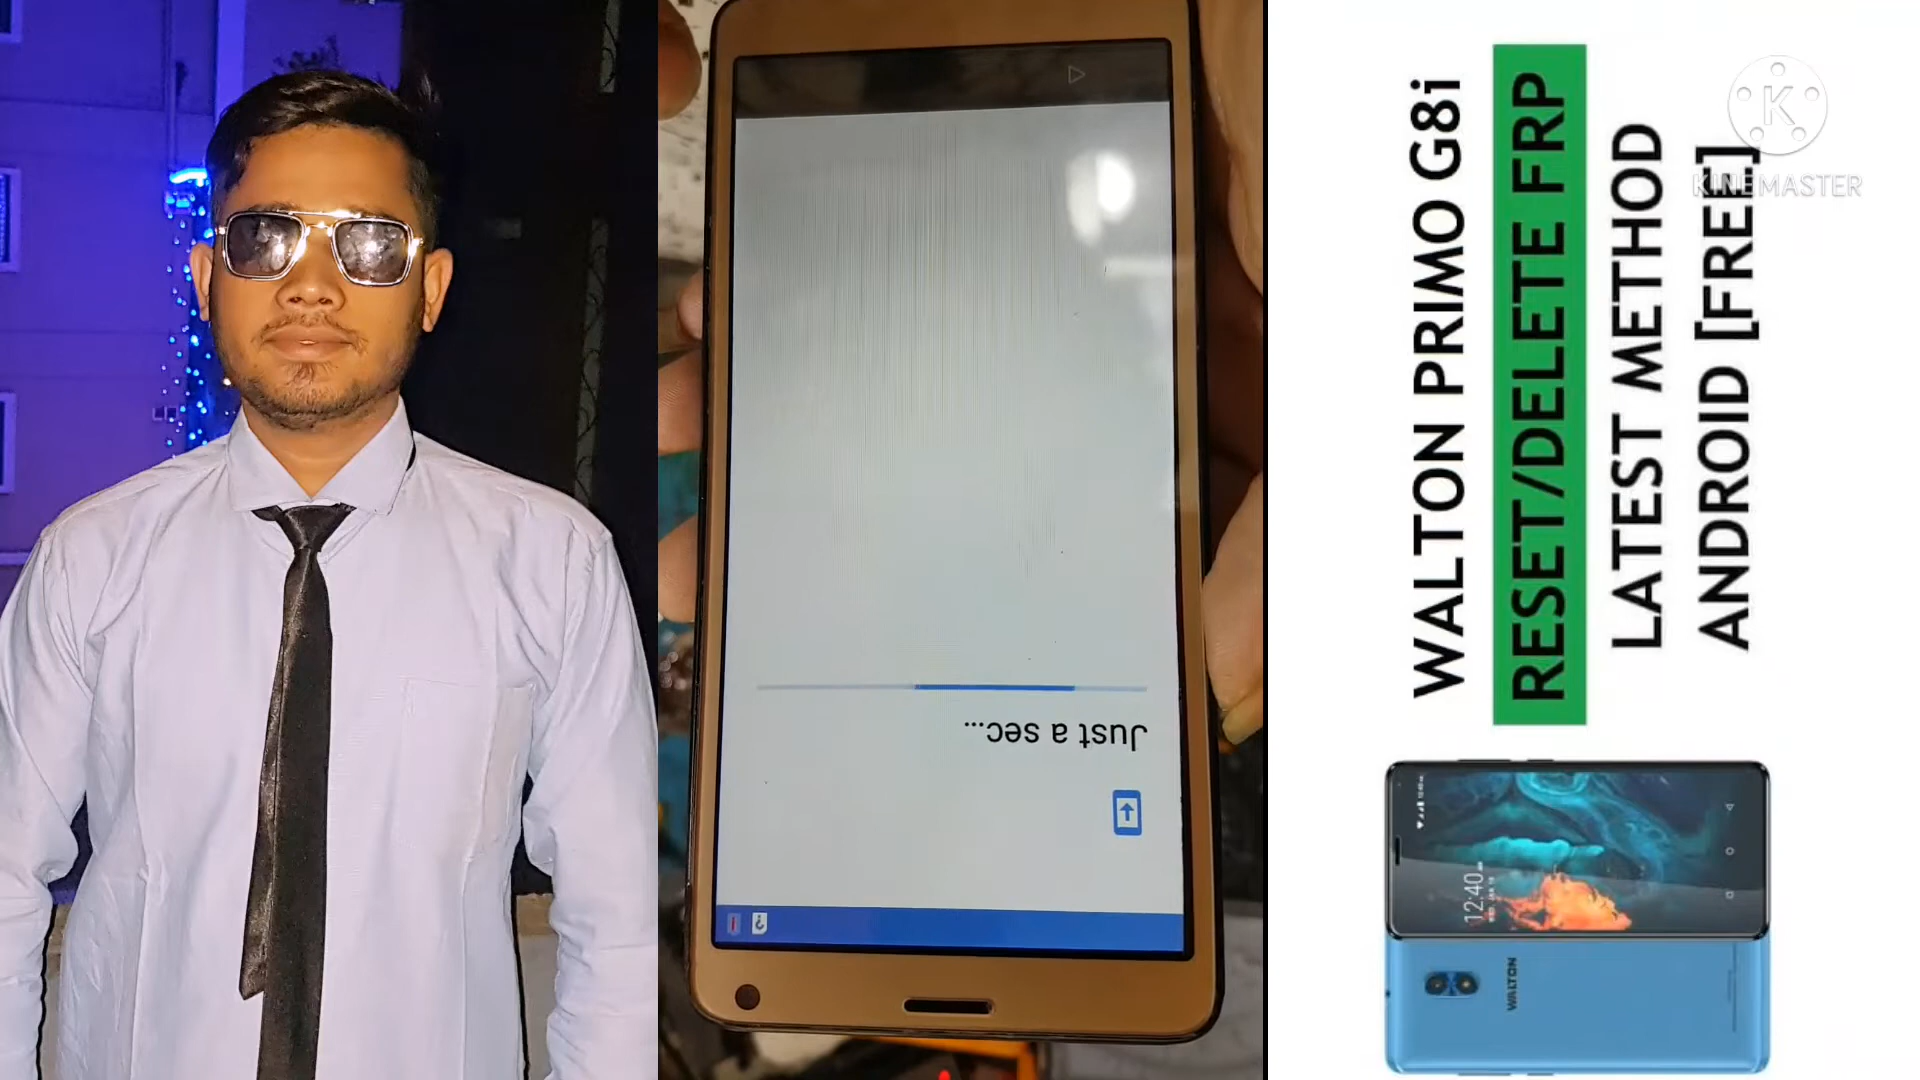 Just a sec...
WALTON PRIMO G8i
RESET/DELETE FRP
LATEST METHOD
ANDROID [FREE]
K
KINEMASTER
12:40
WALTON